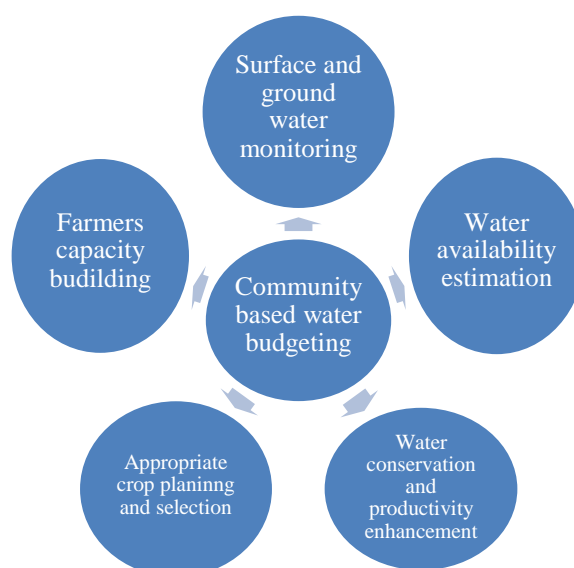 Surface and
ground
water
monitoring
Farmers
capacity
budilding
Water
availability
estimation
Community
based water
budgeting
Appropriate
crop planinng
and selection
Water
conservation
and
productivity
enhancement